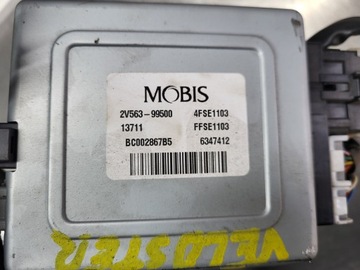 MOBIS
2V563-99500 4FSE1103
13711 FFSE1103
BC002867B5 6347412
VELOSTER